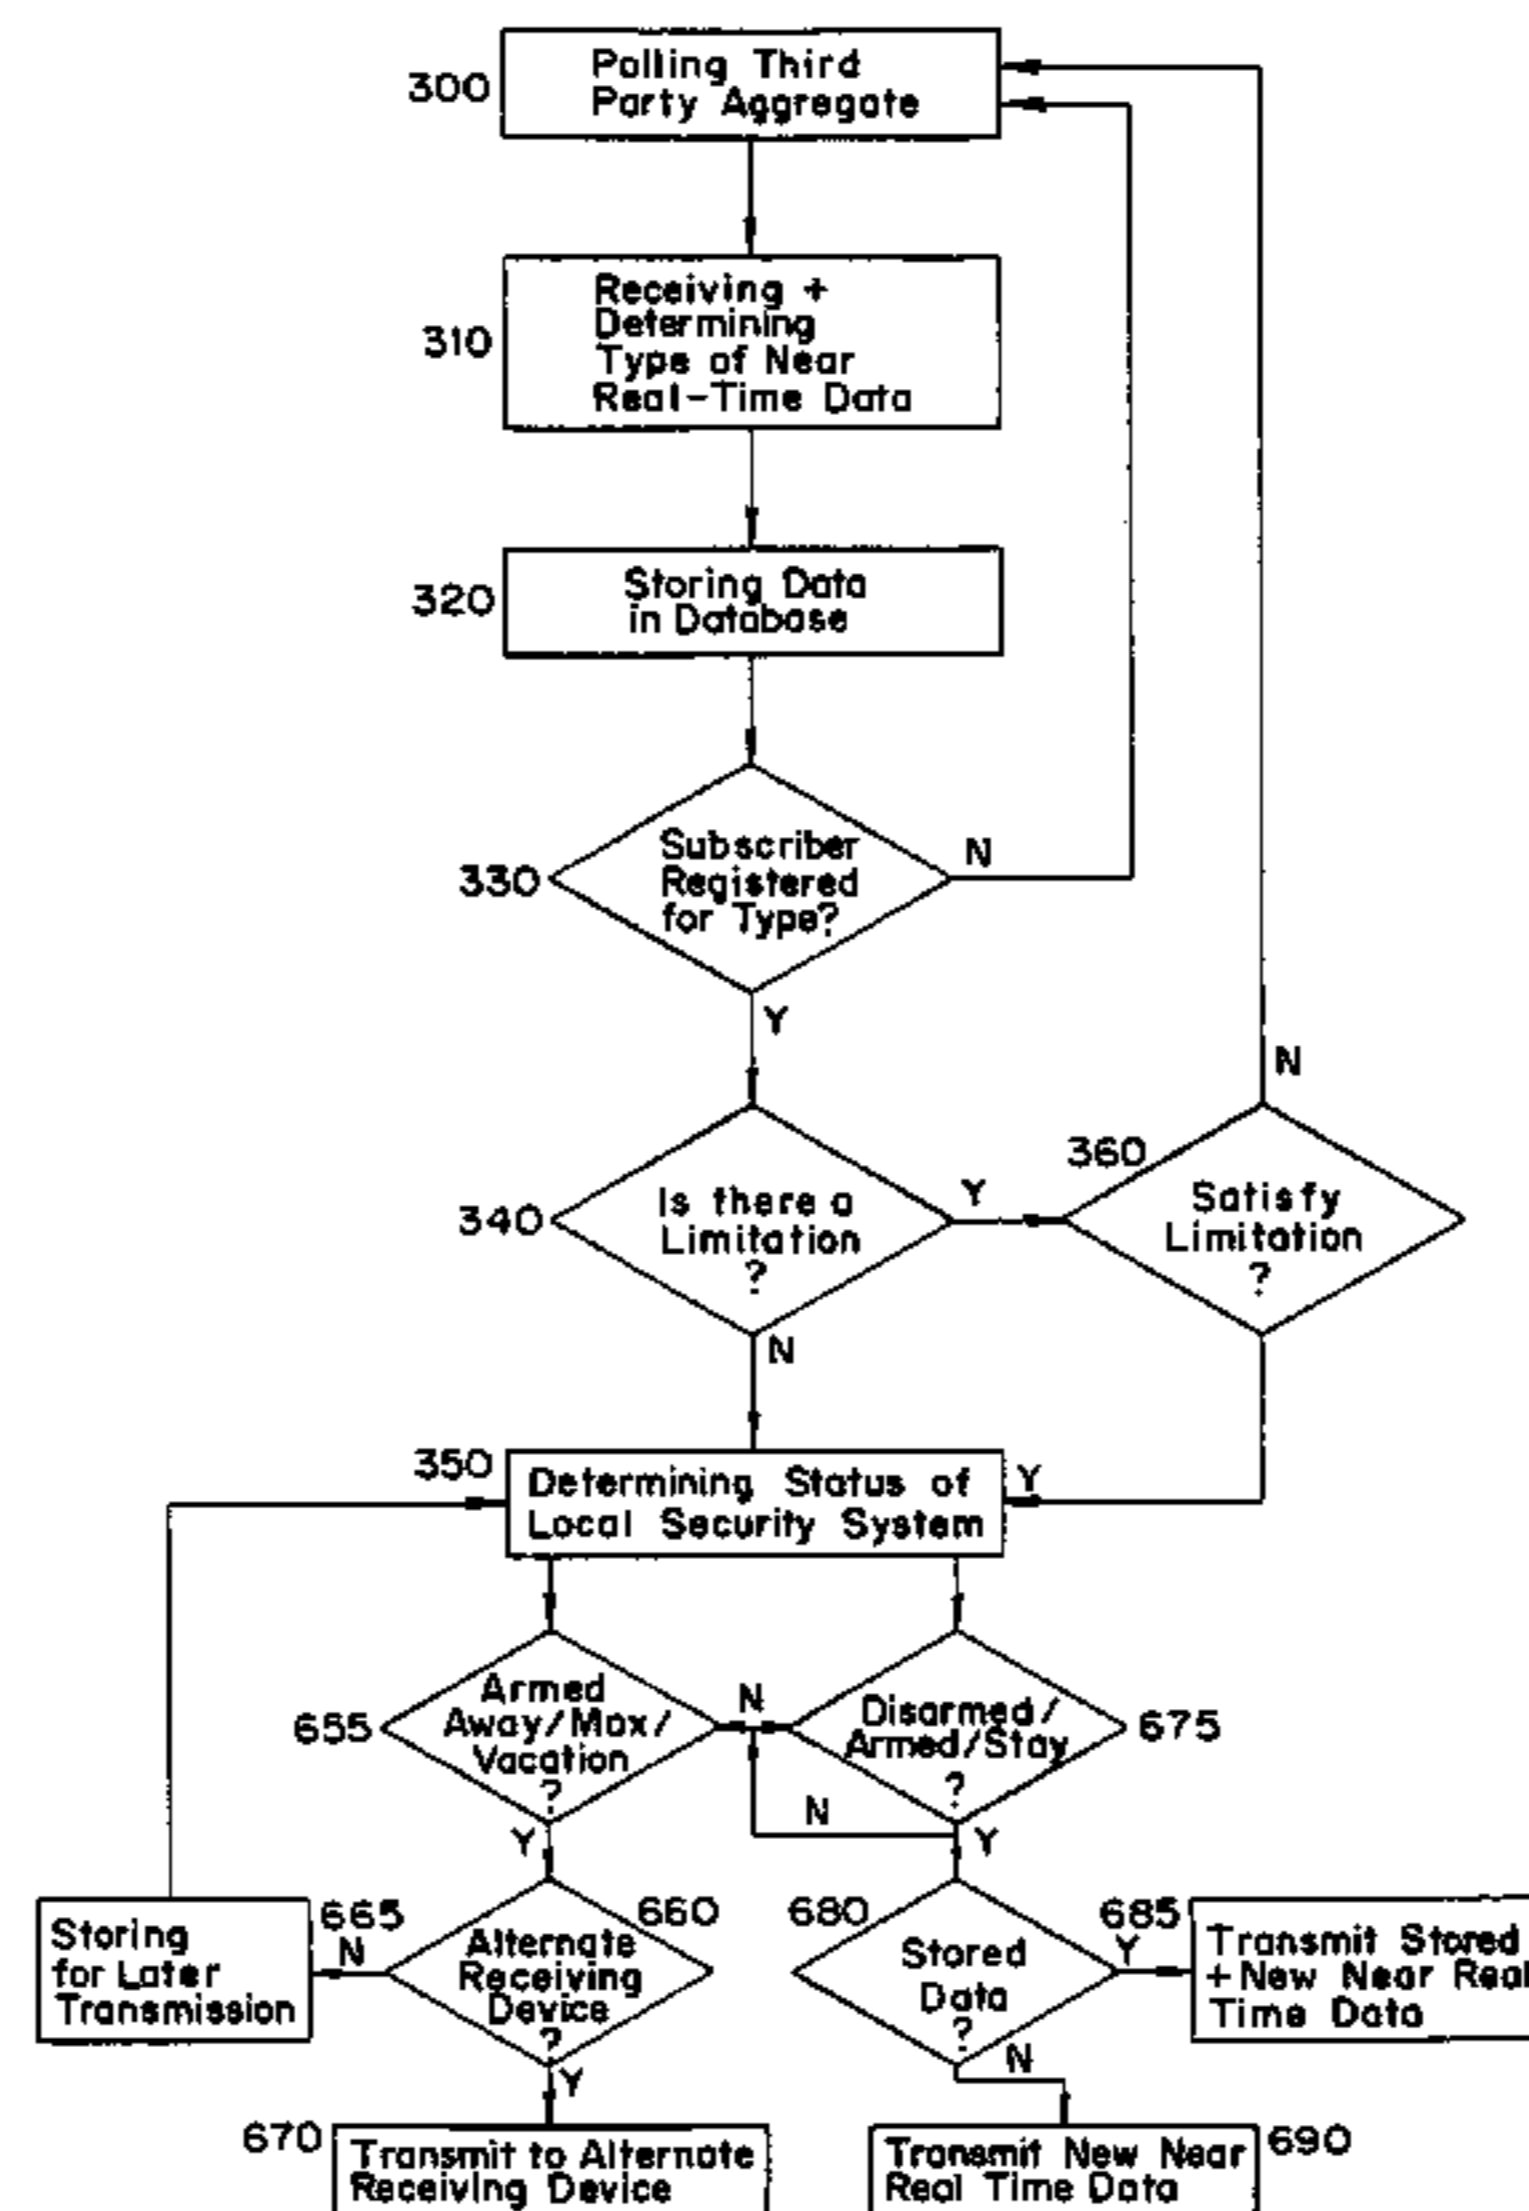 300
Polling Third
Party Aggregate
310
Receiving +
Determining
Type of Near
Real-Time Data
320
Storing Data
in Database
330
Subscriber
Registered
for Type?
N
Y
N
340
Is there a
Limitation
?
Y
360
Satisfy
Limitation
?
N
350
Determining Status of
Local Security System
Y
655
Armed
Away/Max/
Vacation
?
N
Disarmed/
Armed/Stay
?
675
N
Y
Y
665
Storing
for Later
Transmission
N
660
Alternate
Receiving
Device
?
680
Stored
Data
?
685
Y
Transmit Stored
+ New Near Real
Time Data
Y
N
670
Transmit to Alternate
Receiving Device
Transmit New Near
Real Time Data
690